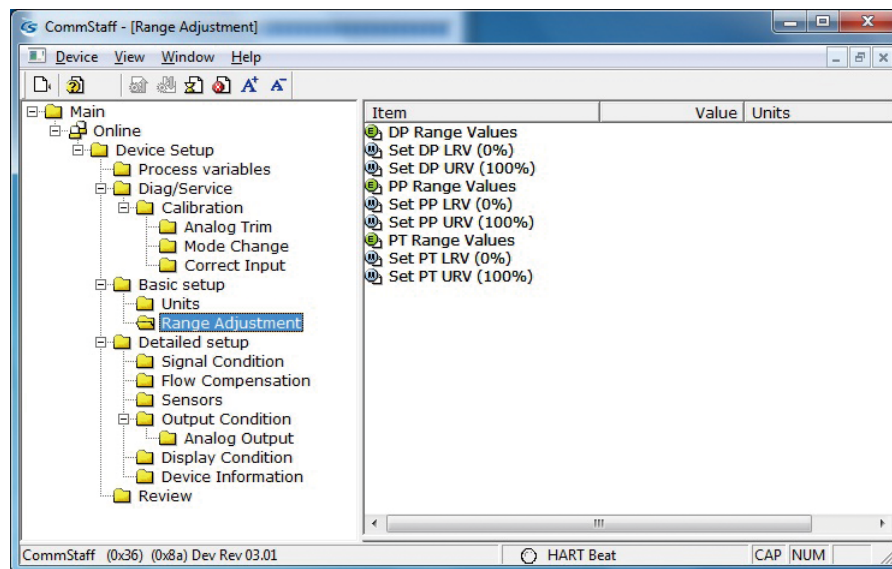 CommStaff - [Range Adjustment]
Device View Window Help
Main
Online
Device Setup
Process variables
Diag/Service
Calibration
Analog Trim
Mode Change
Correct Input
Basic setup
Units
Range Adjustment
Detailed setup
Signal Condition
Flow Compensation
Sensors
Output Condition
Analog Output
Display Condition
Device Information
Review
Item Value Units
DP Range Values
Set DP LRV (0%)
Set DP URV (100%)
PP Range Values
Set PP LRV (0%)
Set PP URV (100%)
PT Range Values
Set PT LRV (0%)
Set PT URV (100%)
CommStaff (0x36) (0x8a) Dev Rev 03.01 HART Beat CAP NUM